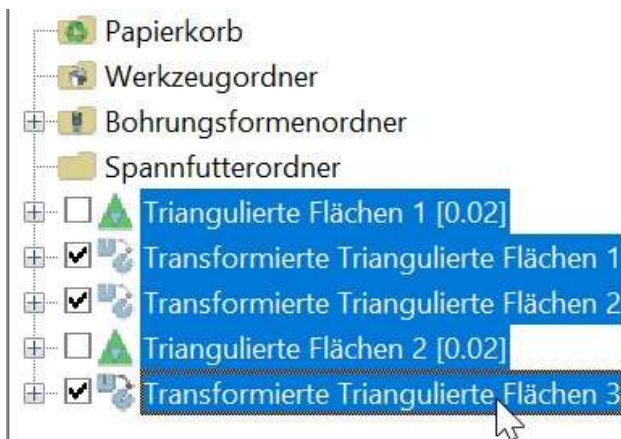 Papierkorb
Werkzeugordner
Bohrungsformenordner
Spannfutterordner
Triangulierte Flächen 1 [0.02]
Transformierte Triangulierte Flächen 1
Transformierte Triangulierte Flächen 2
Triangulierte Flächen 2 [0.02]
Transformierte Triangulierte Flächen 3